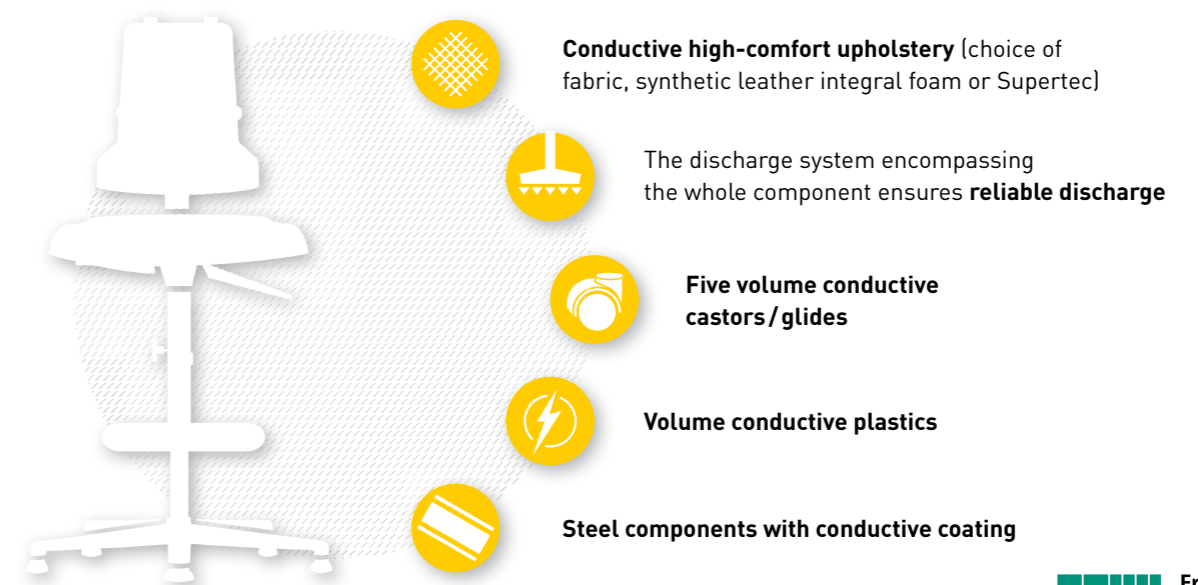 Conductive high-comfort upholstery (choice of
fabric, synthetic leather integral foam or Supertec)
The discharge system encompassing
the whole component ensures reliable discharge
Five volume conductive
castors / glides
Volume conductive plastics
Steel components with conductive coating